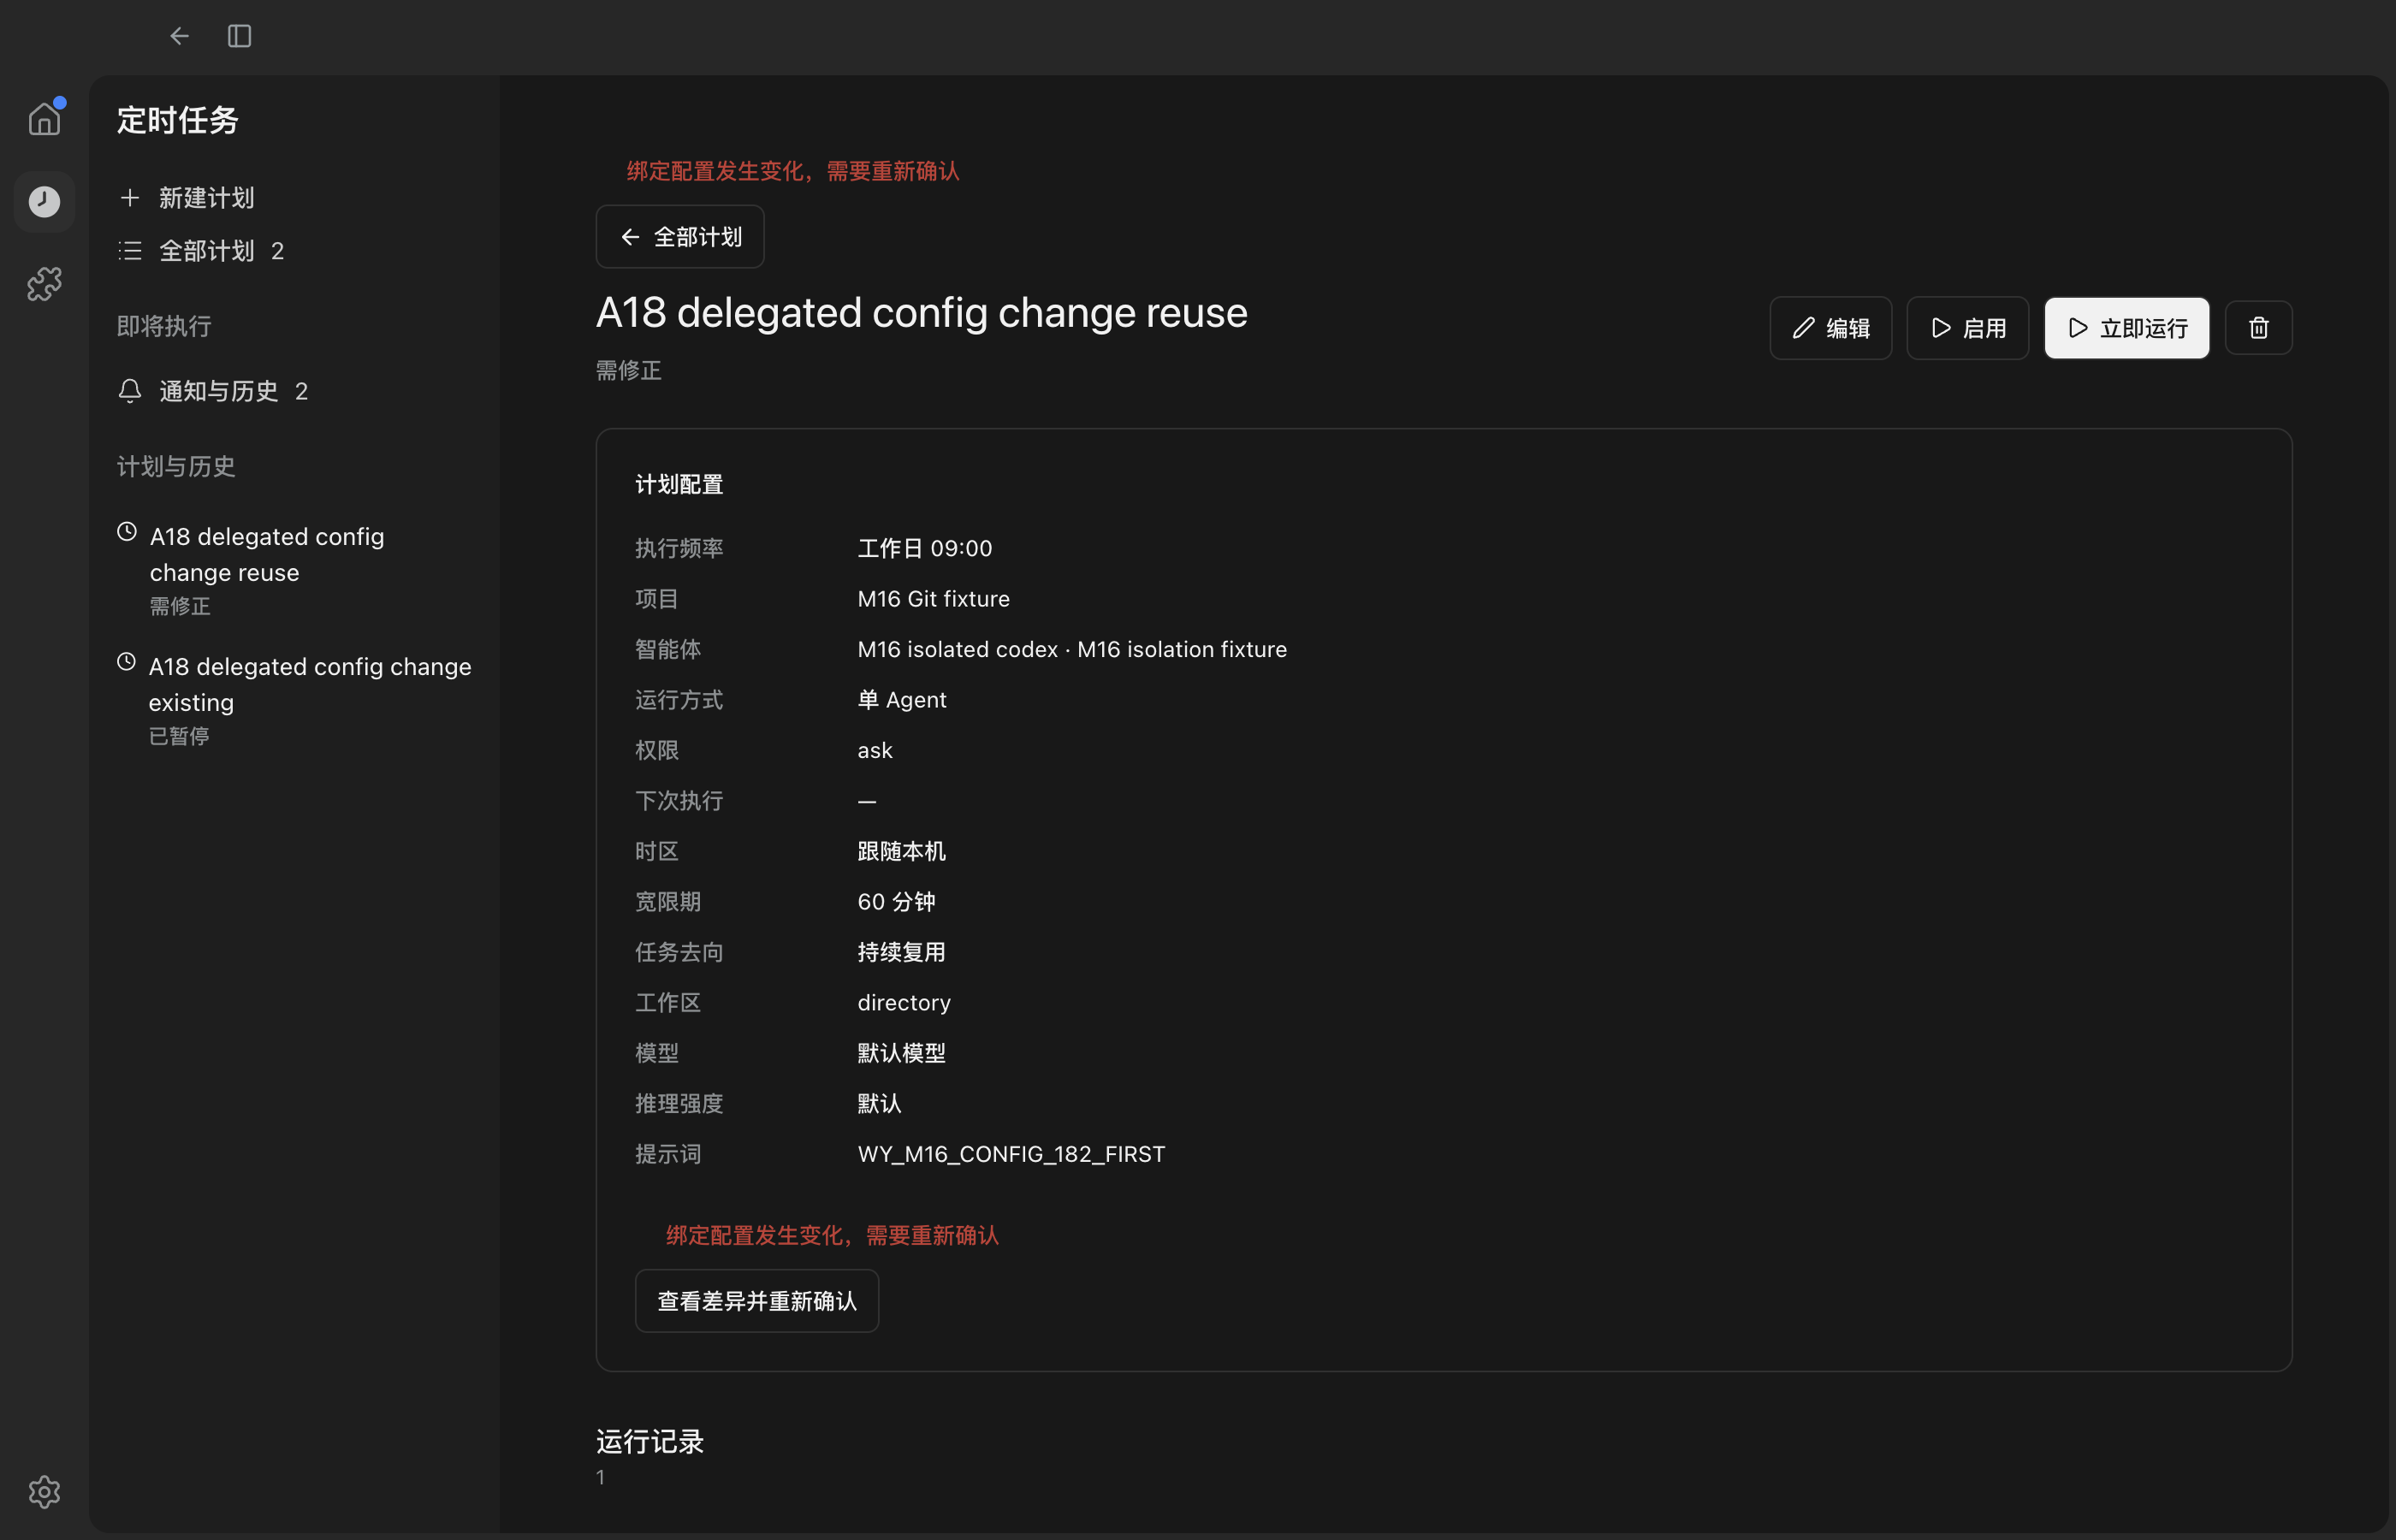 定时任务
新建计划
全部计划 2
即将执行
通知与历史 2
计划与历史
A18 delegated config
change reuse
需修正
A18 delegated config change
existing
已暂停
绑定配置发生变化，需要重新确认
全部计划
A18 delegated config change reuse
需修正
编辑
启用
立即运行
计划配置
执行频率 工作日 09:00
项目 M16 Git fixture
智能体 M16 isolated codex · M16 isolation fixture
运行方式 单 Agent
权限 ask
下次执行 —
时区 跟随本机
宽限期 60 分钟
任务去向 持续复用
工作区 directory
模型 默认模型
推理强度 默认
提示词 WY_M16_CONFIG_182_FIRST
绑定配置发生变化，需要重新确认
查看差异并重新确认
运行记录
1